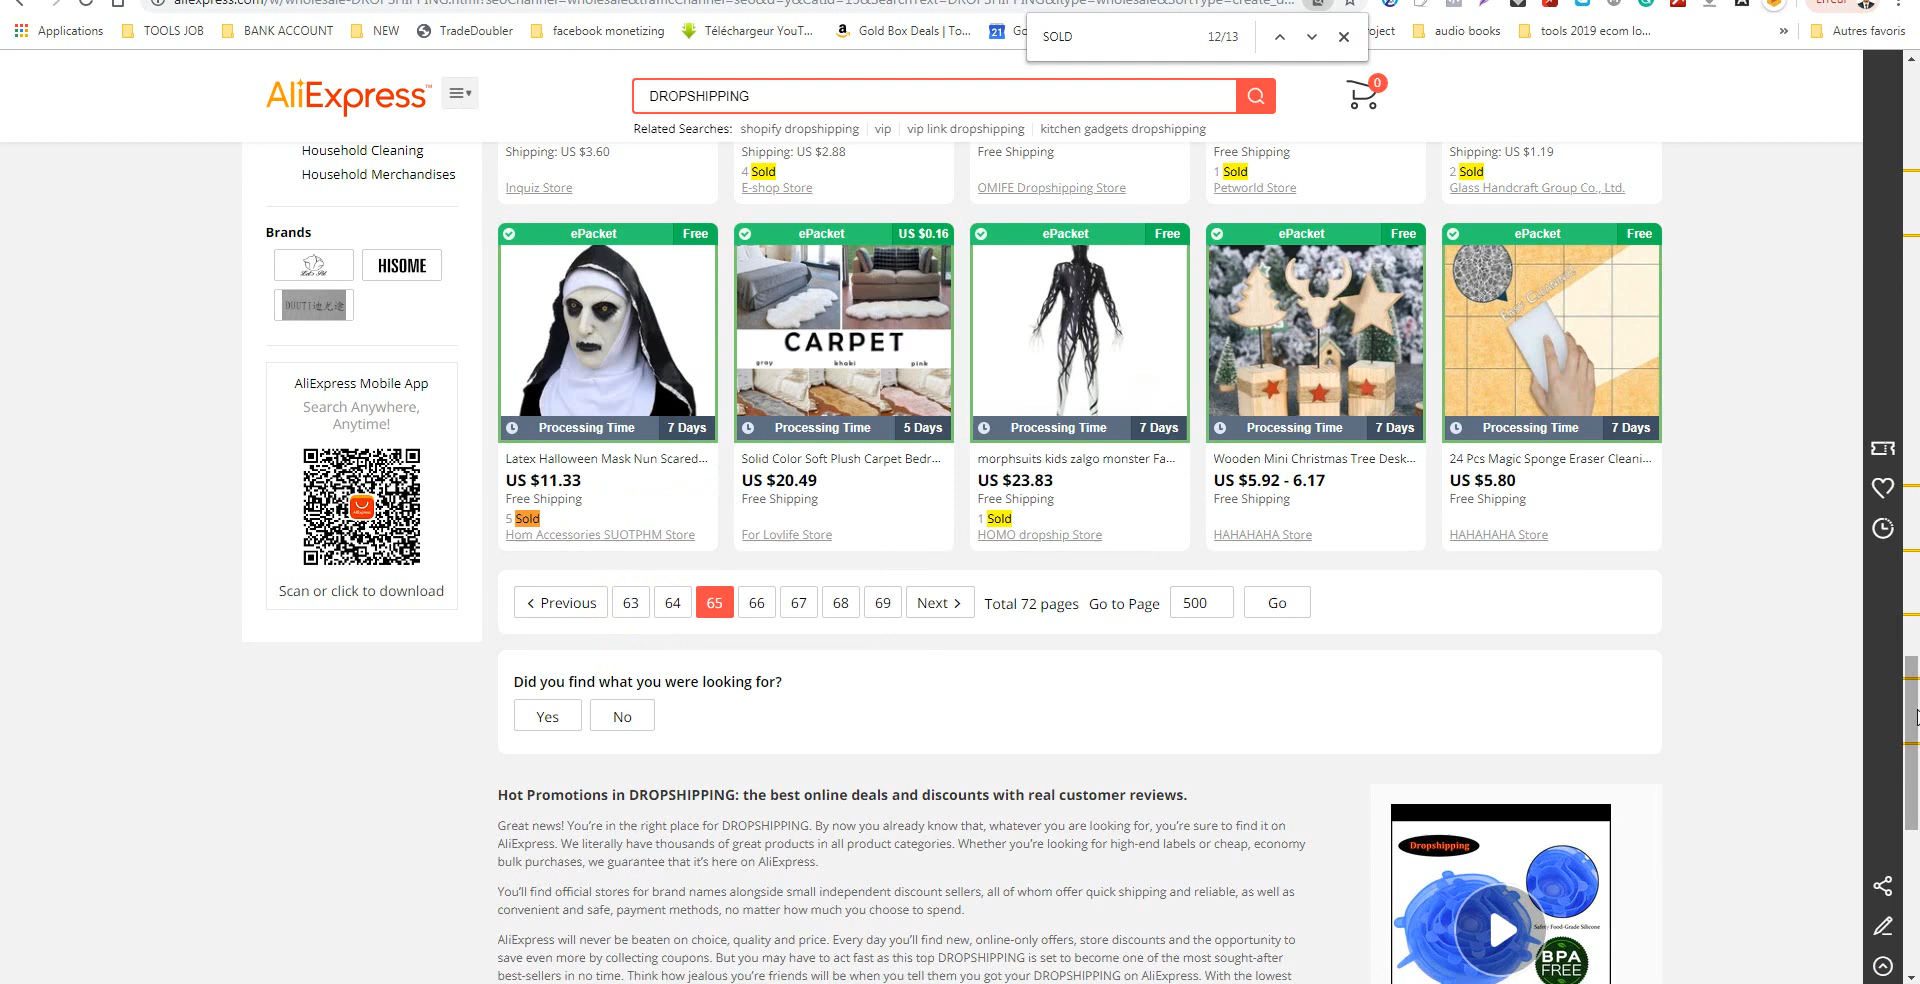 SOLD 12/13
Applications TOOLS JOB BANK ACCOUNT NEW TradeDoubler facebook monetizing Téléchargeur YouT... Gold Box Deals | To... audio books tools 2019 ecom lo... » Autres favoris
AliExpress
DROPSHIPPING
0
Related Searches: shopify dropshipping vip vip link dropshipping kitchen gadgets dropshipping
Household Cleaning
Household Merchandises
Brands
HISOME
AliExpress Mobile App
Search Anywhere,
Anytime!
Scan or click to download
Shipping: US $3.60
Inquiz Store
Shipping: US $2.88
4 Sold
E-shop Store
Free Shipping
OMIFE Dropshipping Store
Free Shipping
1 Sold
Petworld Store
Shipping: US $1.19
2 Sold
Glass Handcraft Group Co., Ltd.
ePacket Free
Processing Time 7 Days
Latex Halloween Mask Nun Scared...
US $11.33
Free Shipping
5 Sold
Hom Accessories SUOTPHM Store
ePacket US $0.16
CARPET
gray khaki pink
Processing Time 5 Days
Solid Color Soft Plush Carpet Bedr...
US $20.49
Free Shipping
For Lovlife Store
ePacket Free
Processing Time 7 Days
morphsuits kids zalgo monster Fa...
US $23.83
Free Shipping
1 Sold
HOMO dropship Store
ePacket Free
Processing Time 7 Days
Wooden Mini Christmas Tree Desk...
US $5.92 - 6.17
Free Shipping
HAHAHAHA Store
ePacket Free
Easy Cleaning
Processing Time 7 Days
24 Pcs Magic Sponge Eraser Cleani...
US $5.80
Free Shipping
HAHAHAHA Store
Previous 63 64 65 66 67 68 69 Next Total 72 pages Go to Page 500 Go
Did you find what you were looking for?
Yes No
Hot Promotions in DROPSHIPPING: the best online deals and discounts with real customer reviews.
Great news! You're in the right place for DROPSHIPPING. By now you already know that, whatever you are looking for, you're sure to find it on
AliExpress. We literally have thousands of great products in all product categories. Whether you're looking for high-end labels or cheap, economy
bulk purchases, we guarantee that it's here on AliExpress.
You'll find official stores for brand names alongside small independent discount sellers, all of whom offer quick shipping and reliable, as well as
convenient and safe, payment methods, no matter how much you choose to spend.
AliExpress will never be beaten on choice, quality and price. Every day you'll find new, online-only offers, store discounts and the opportunity to
save even more by collecting coupons. But you may have to act fast as this top DROPSHIPPING is set to become one of the most sought-after
best-sellers in no time. Think how jealous you're friends will be when you tell them you got your DROPSHIPPING on AliExpress. With the lowest
Dropshipping
Safety Food-Grade Silicone
BPA
FREE